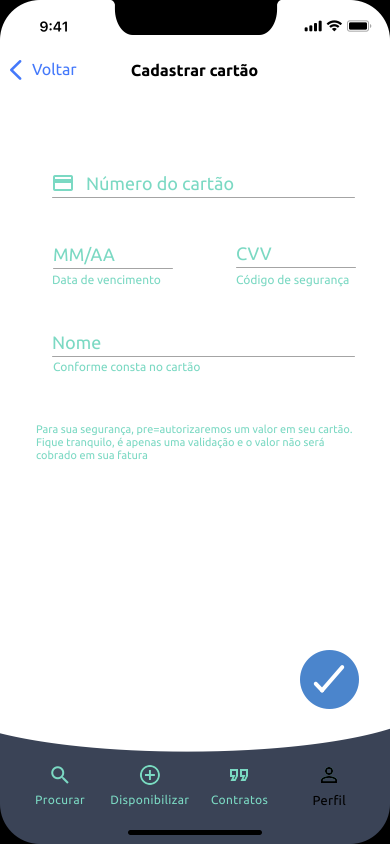 9:41
Voltar
Cadastrar cartão
Número do cartão
MM/AA
CVV
Data de vencimento
Código de segurança
Nome
Conforme consta no cartão
Para sua segurança, pre=autorizaremos um valor em seu cartão.
Fique tranquilo, é apenas uma validação e o valor não será
cobrado em sua fatura
Procurar
Disponibilizar
Contratos
Perfil